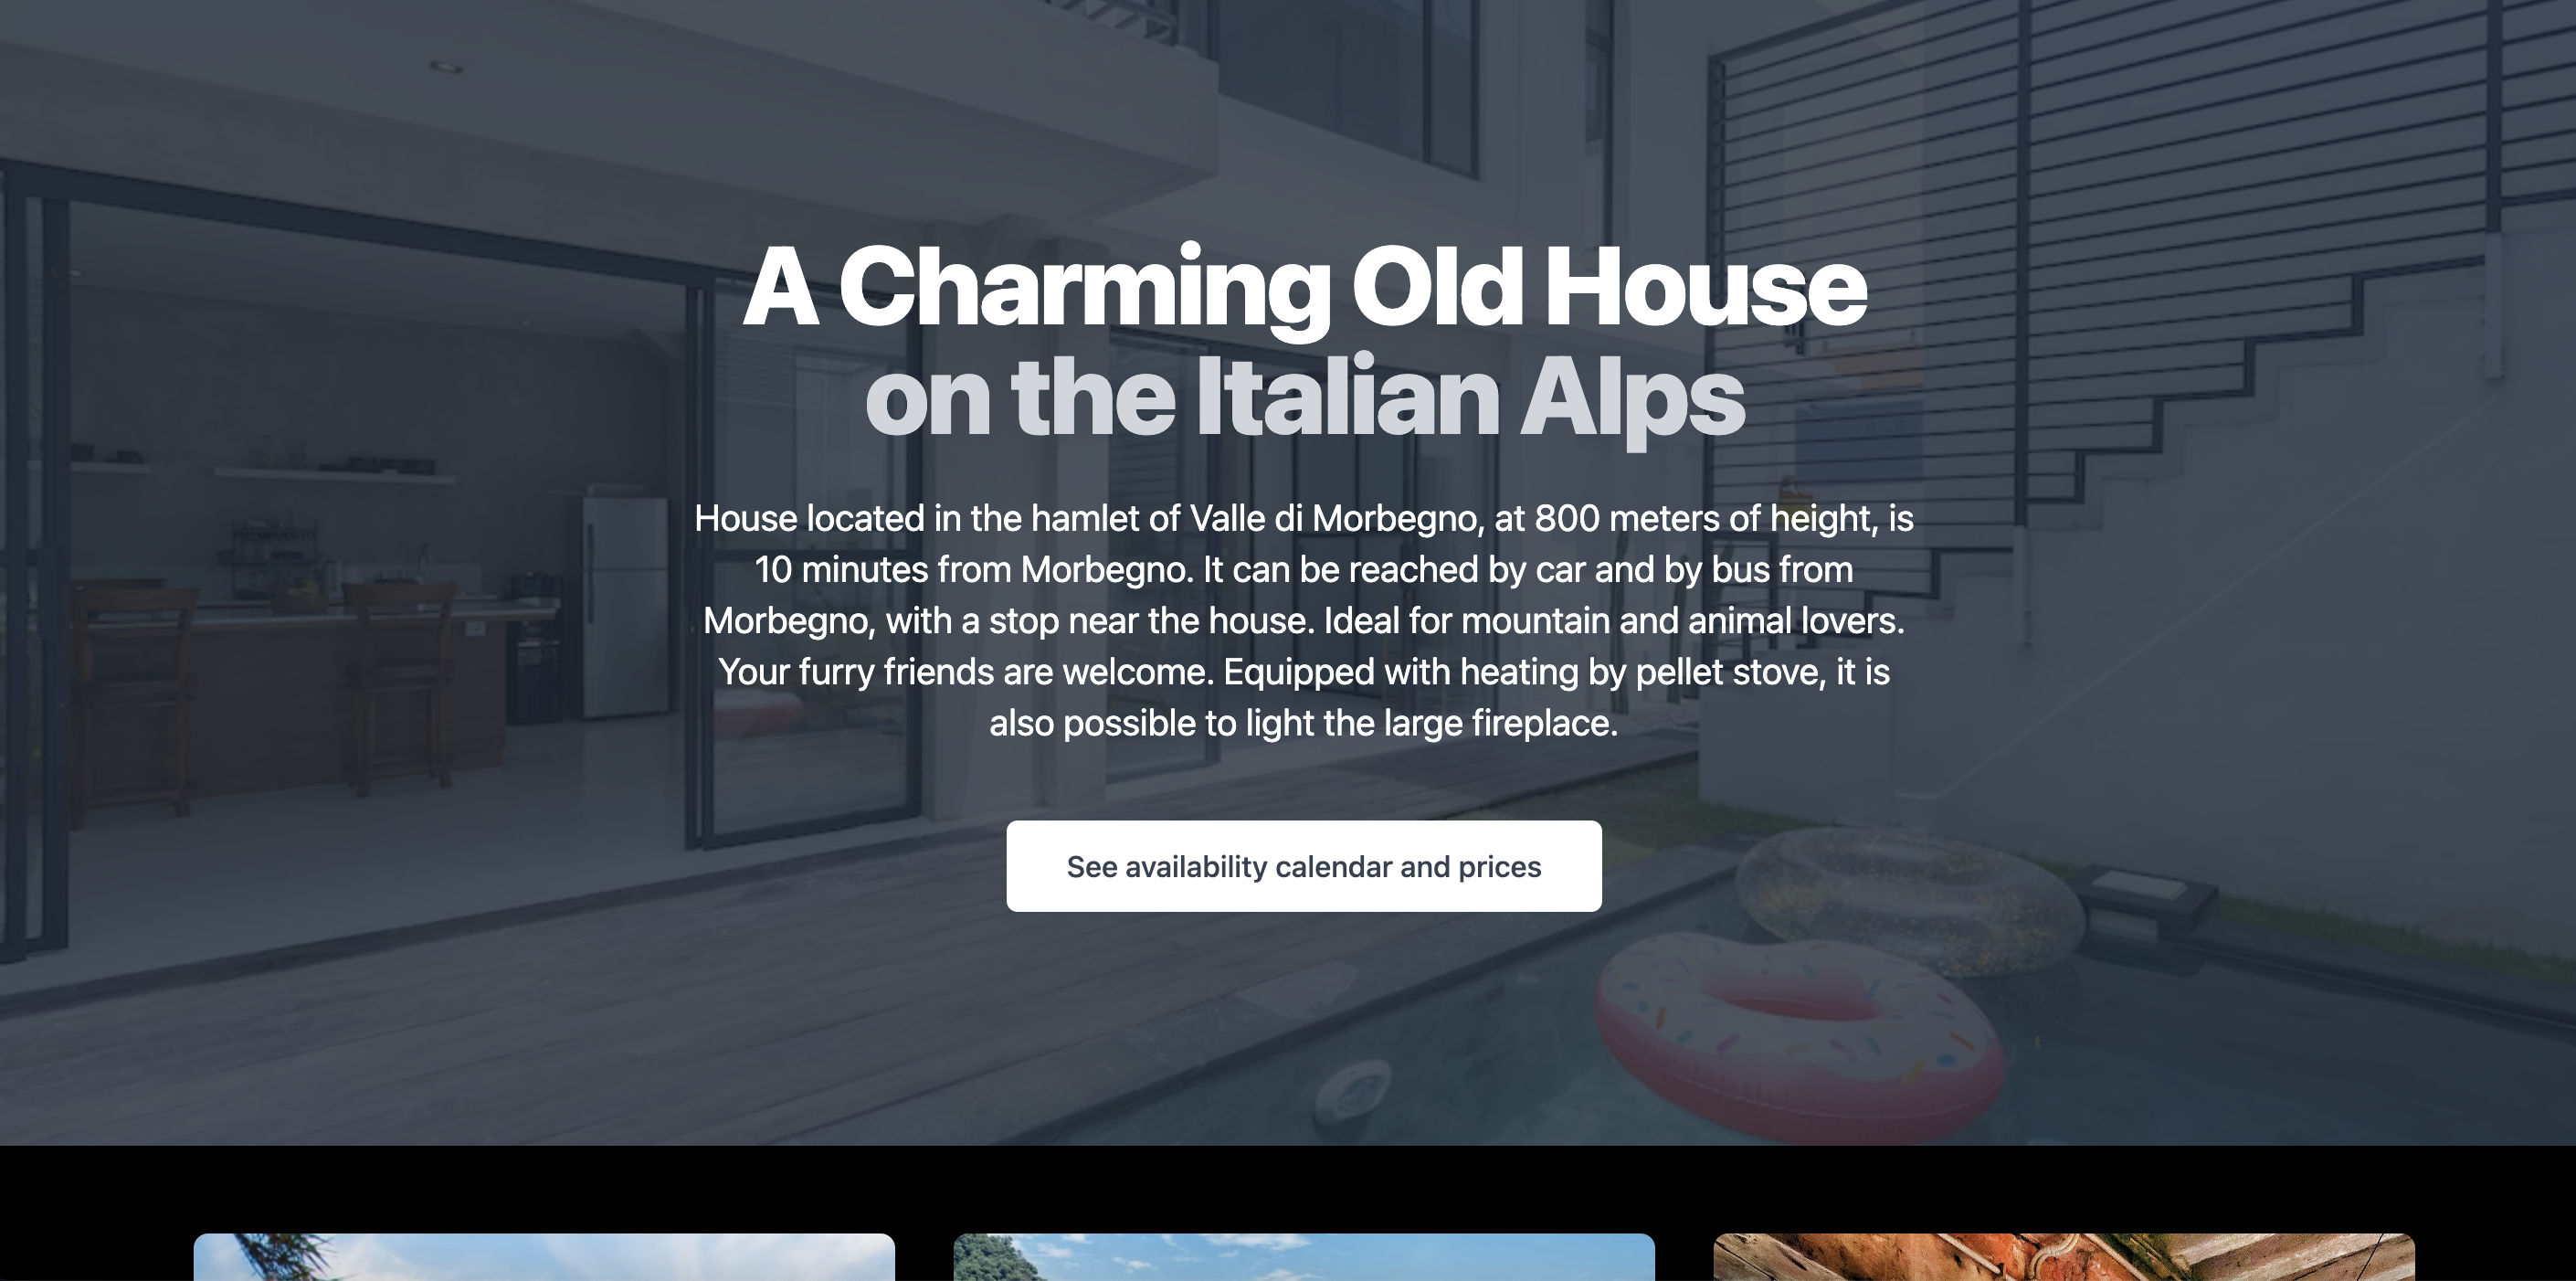 A Charming Old House
on the Italian Alps
House located in the hamlet of Valle di Morbegno, at 800 meters of height, is
10 minutes from Morbegno. It can be reached by car and by bus from
Morbegno, with a stop near the house. Ideal for mountain and animal lovers.
Your furry friends are welcome. Equipped with heating by pellet stove, it is
also possible to light the large fireplace.
See availability calendar and prices